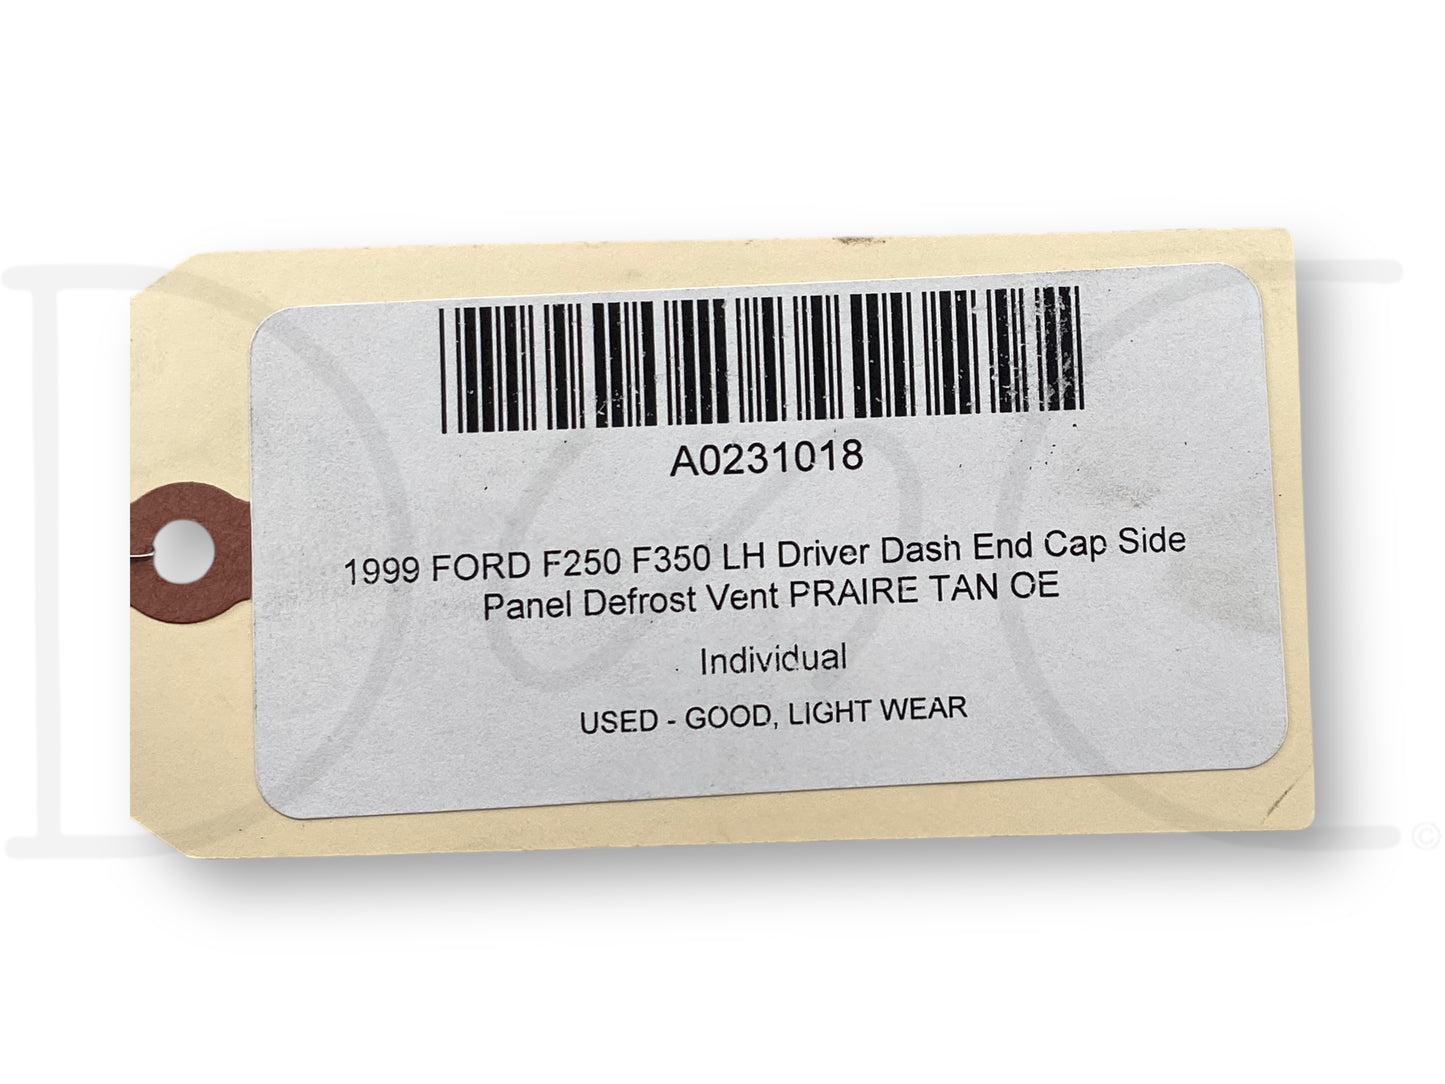 A0231018
1999 FORD F250 F350 LH Driver Dash End Cap Side
Panel Defrost Vent PRAIRE TAN OE
Individual
USED - GOOD, LIGHT WEAR
©